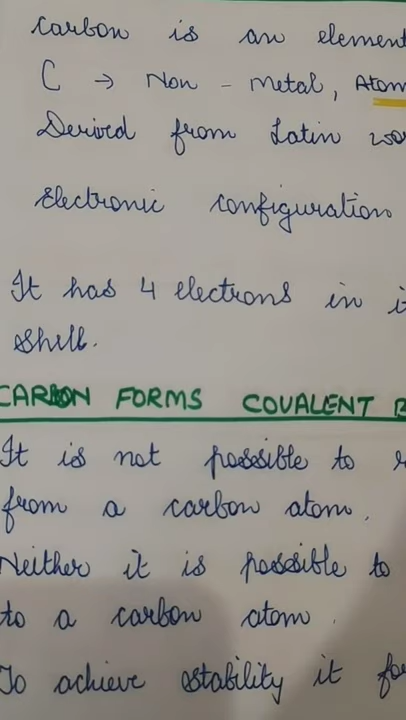 Carbon is an element
C → Non - Metal, Atom
Derived from Latin
Electronic configuration
It has 4 electrons in
shell.
CARBON FORMS COVALENT B
It is not possible to
from a carbon atom.
Neither it is possible to
to a carbon atom.
To achieve stability it